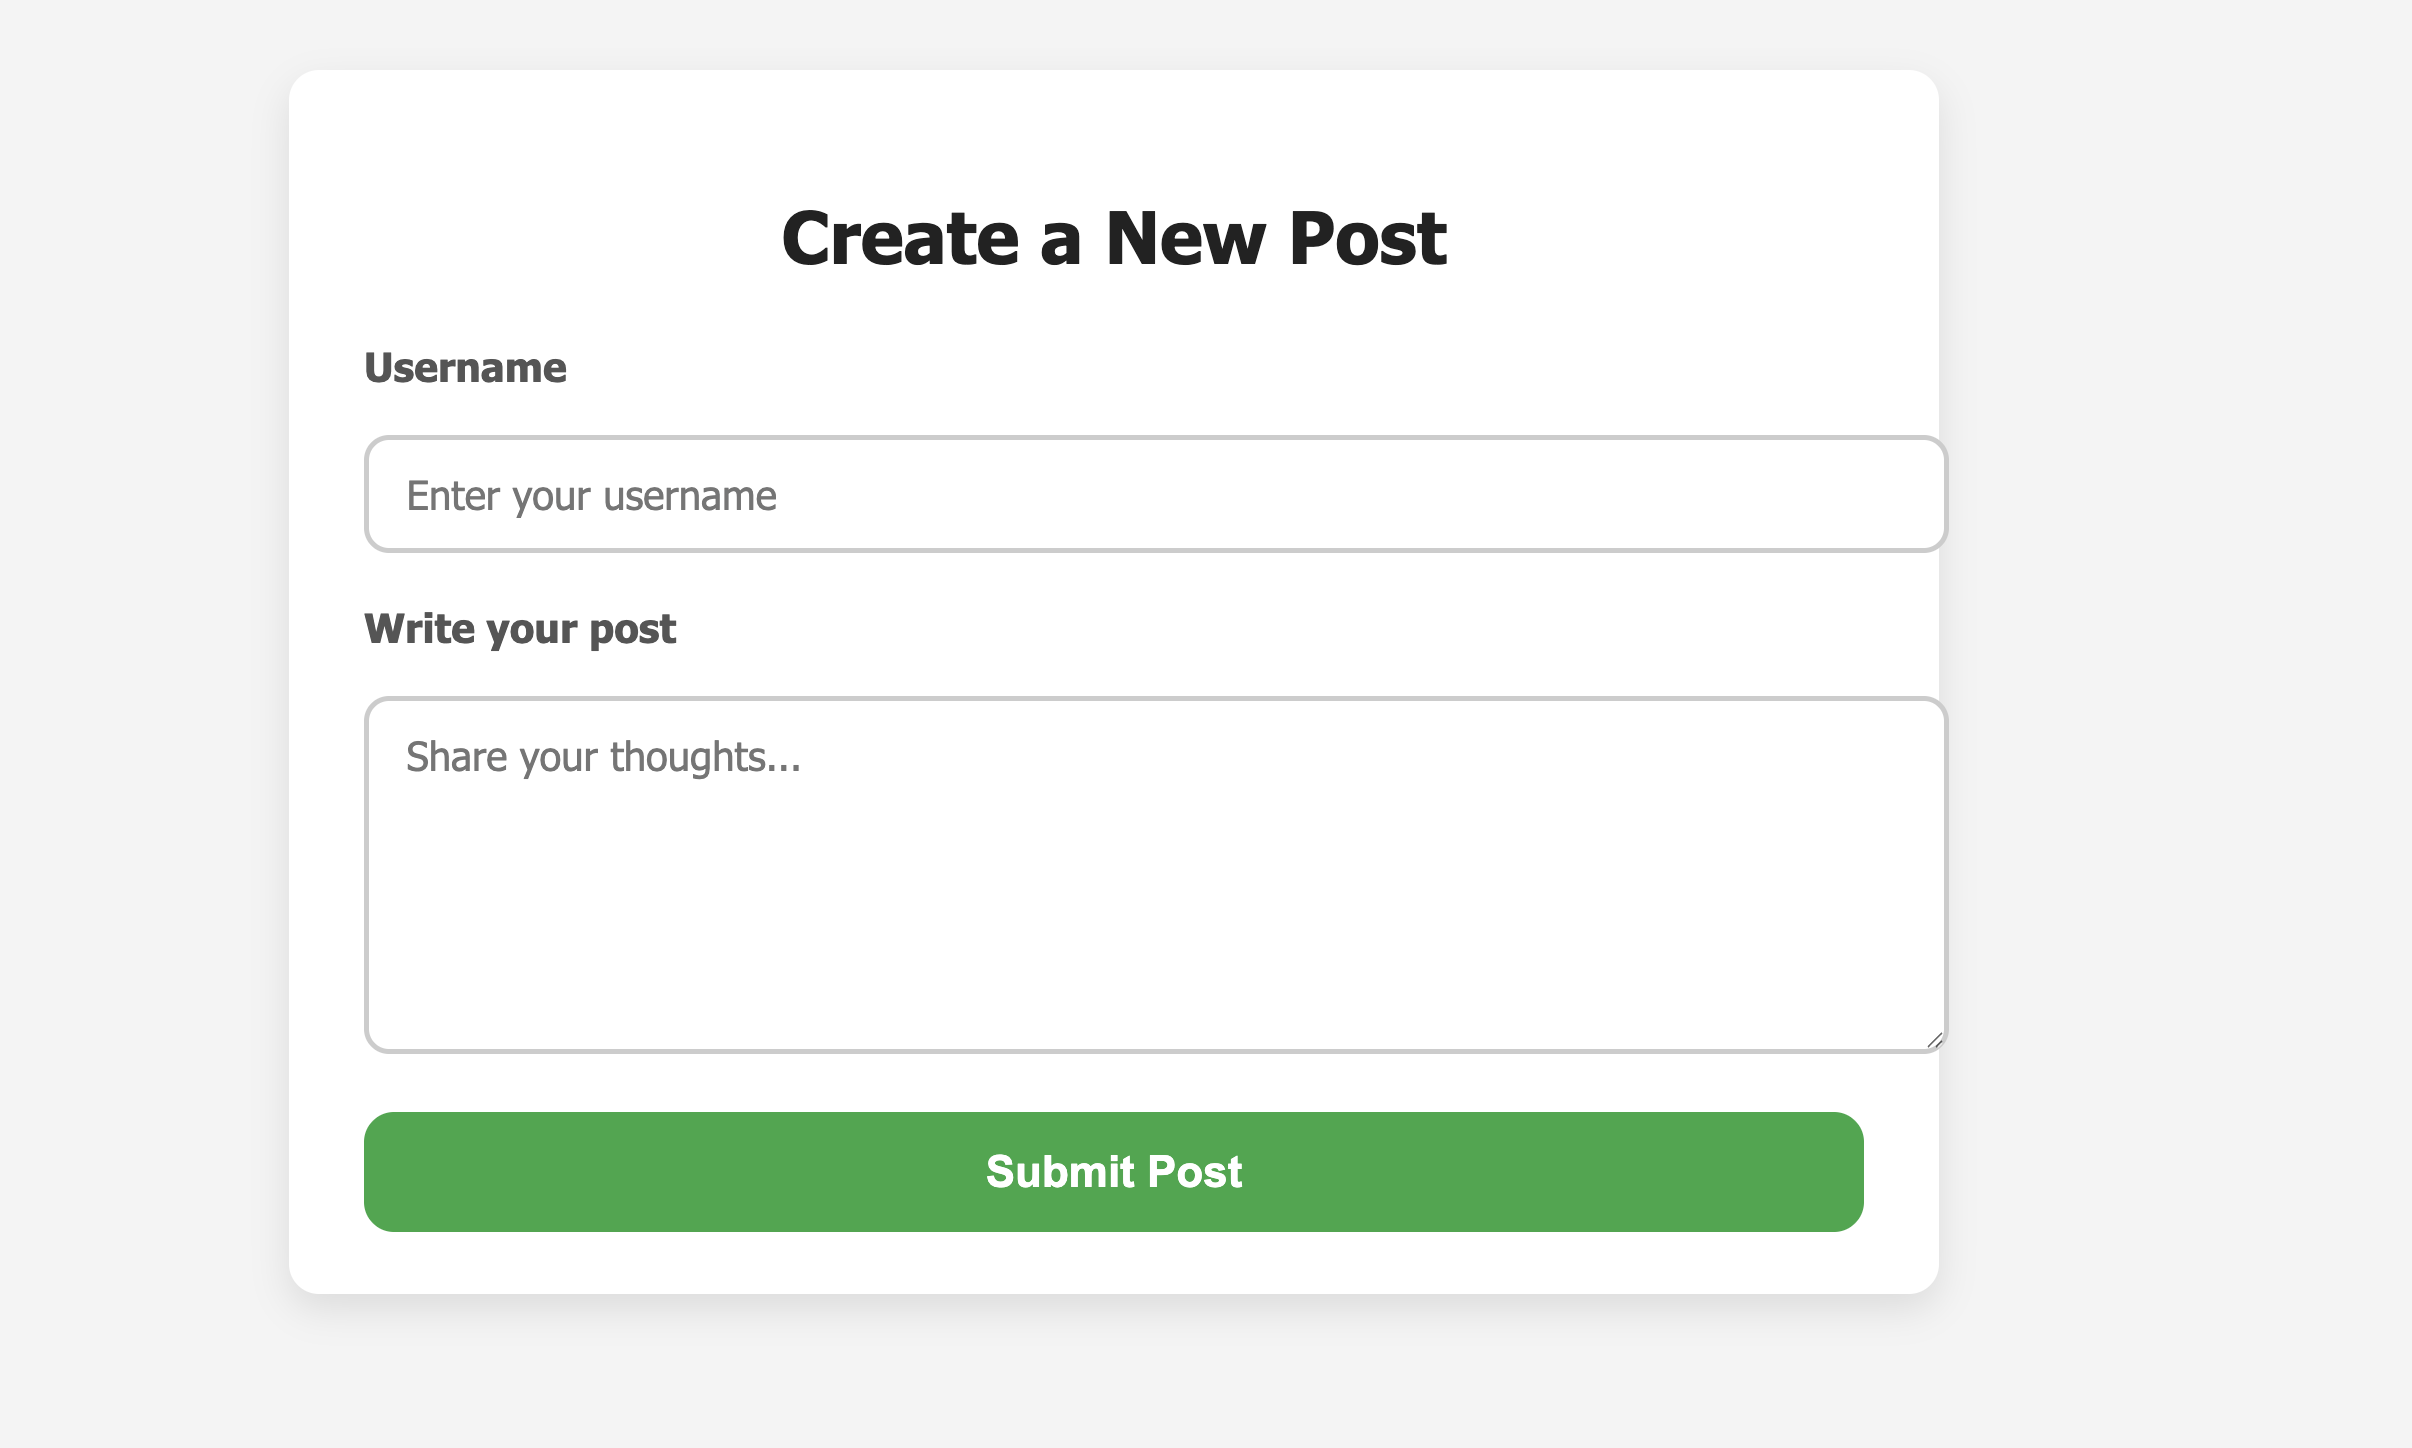 Create a New Post
Username
Enter your username
Write your post
Share your thoughts...
Submit Post